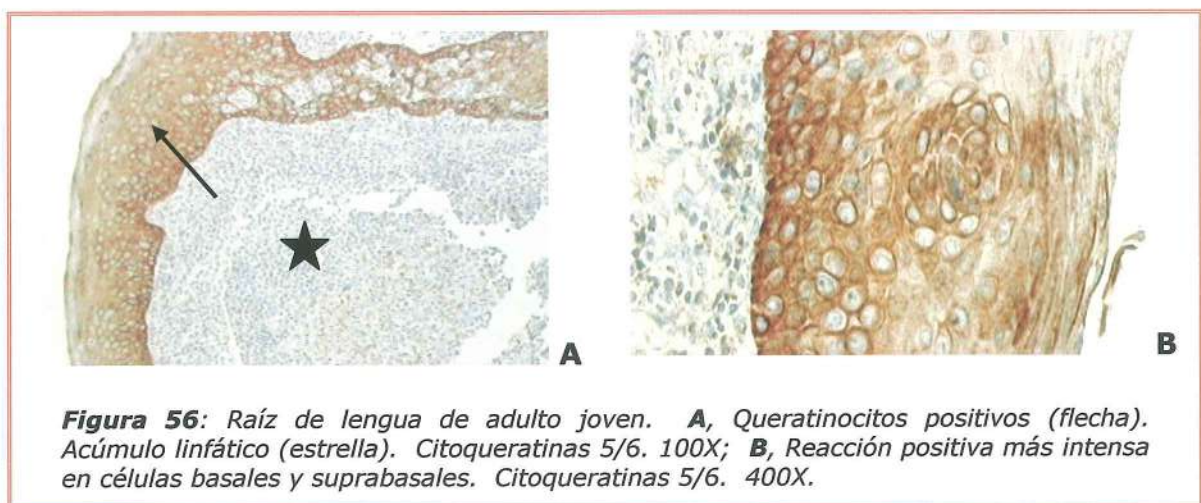 A
B
Figura 56: Raíz de lengua de adulto joven. A, Queratinocitos positivos (flecha).
Acúmulo linfático (estrella). Citoqueratinas 5/6. 100X; B, Reacción positiva más intensa
en células basales y suprabasales. Citoqueratinas 5/6. 400X.